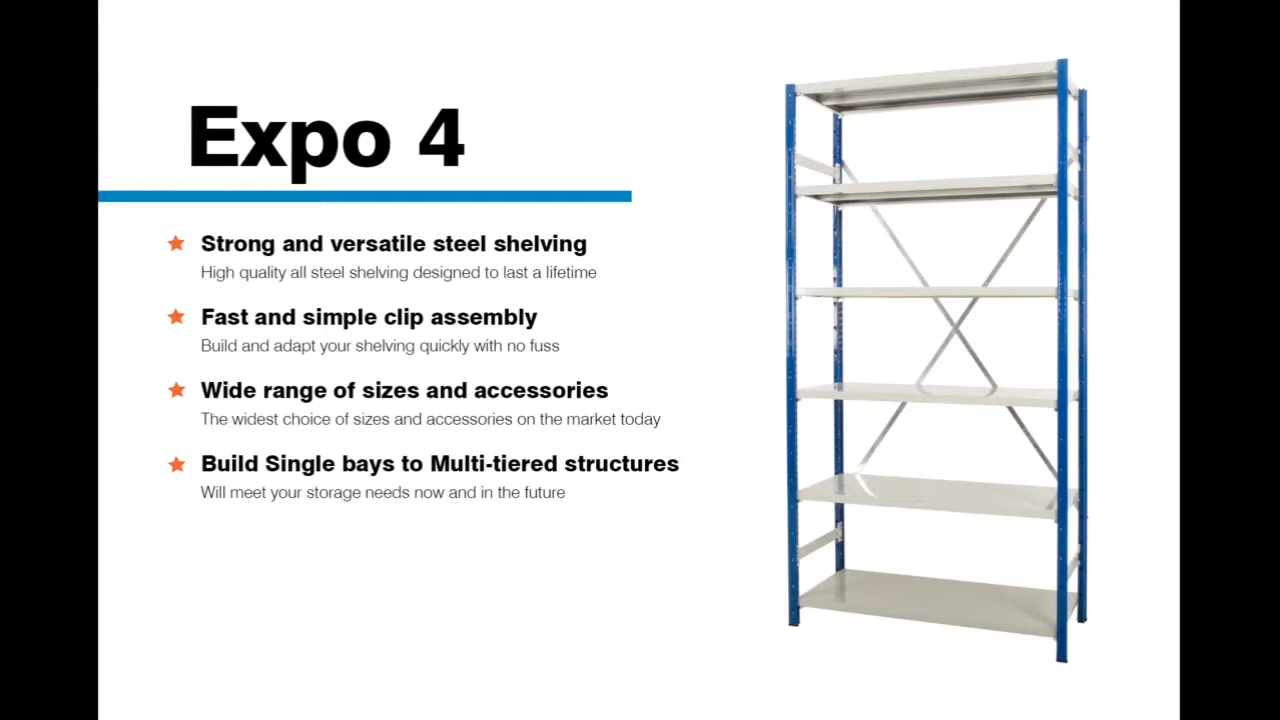 Expo 4
Strong and versatile steel shelving
High quality all steel shelving designed to last a lifetime
Fast and simple clip assembly
Build and adapt your shelving quickly with no fuss
Wide range of sizes and accessories
The widest choice of sizes and accessories on the market today
Build Single bays to Multi-tiered structures
Will meet your storage needs now and in the future